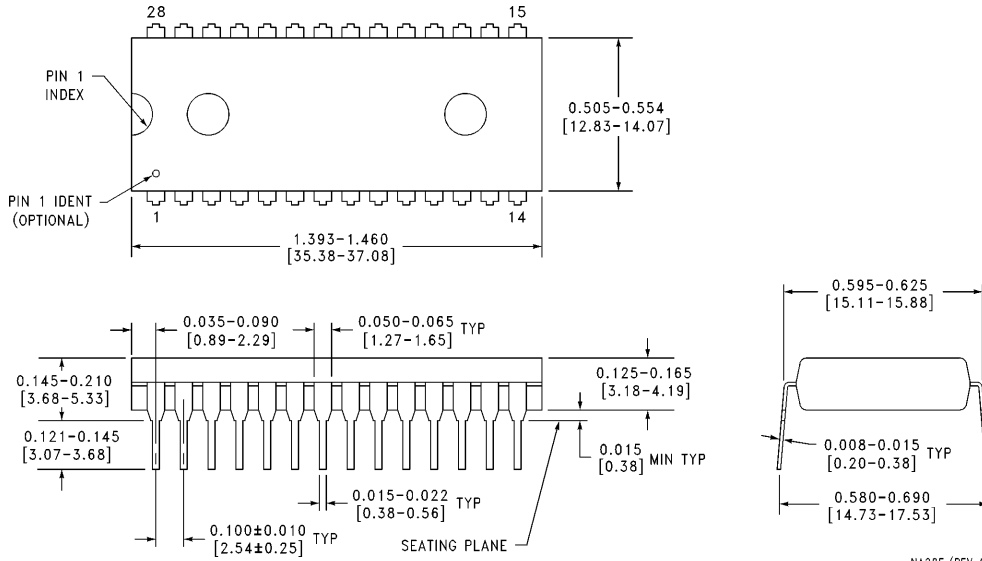 28
15
PIN 1
INDEX
0.505-0.554
[12.83-14.07]
PIN 1 IDENT
(OPTIONAL)
1
14
1.393-1.460
[35.38-37.08]
0.595-0.625
[15.11-15.88]
0.035-0.090
[0.89-2.29]
0.050-0.065 TYP
[1.27-1.65]
0.145-0.210
[3.68-5.33]
0.125-0.165
[3.18-4.19]
0.121-0.145
[3.07-3.68]
0.015 MIN TYP
[0.38]
0.008-0.015 TYP
[0.20-0.38]
0.015-0.022 TYP
[0.38-0.56]
0.580-0.690
[14.73-17.53]
0.100±0.010 TYP
[2.54±0.25]
SEATING PLANE